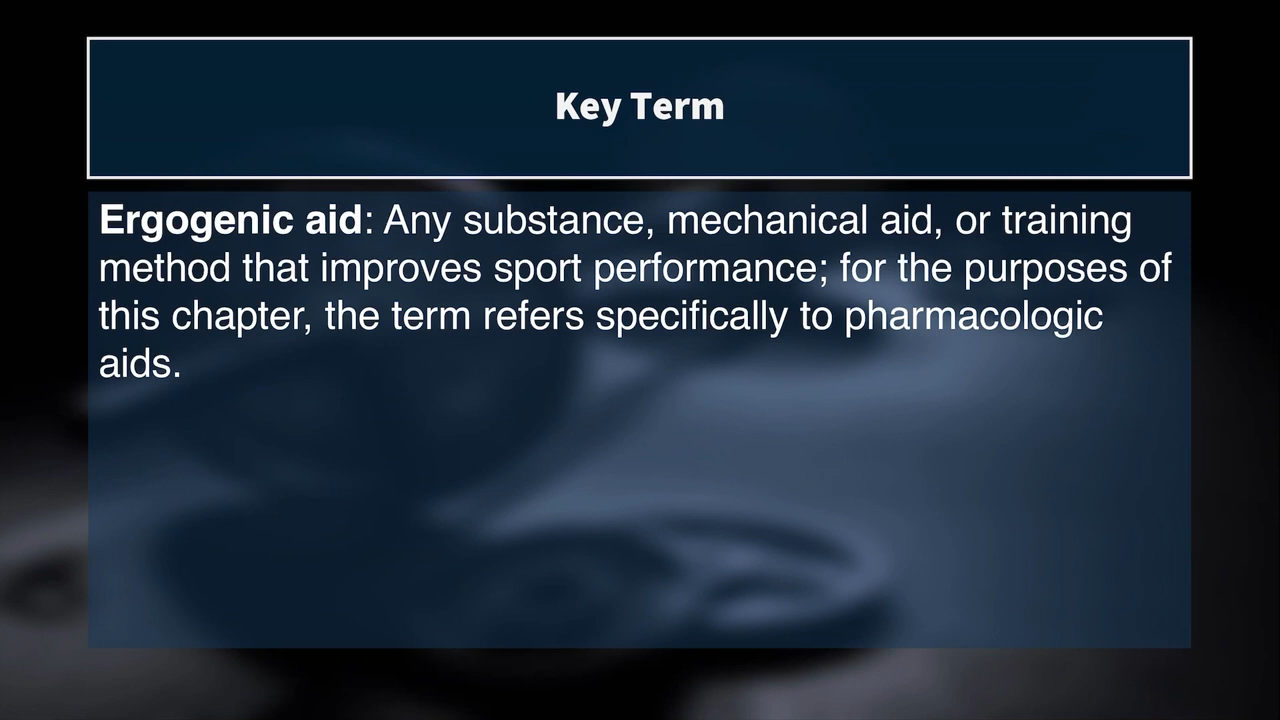 Key Term
Ergogenic aid: Any substance, mechanical aid, or training
method that improves sport performance; for the purposes of
this chapter, the term refers specifically to pharmacologic
aids.